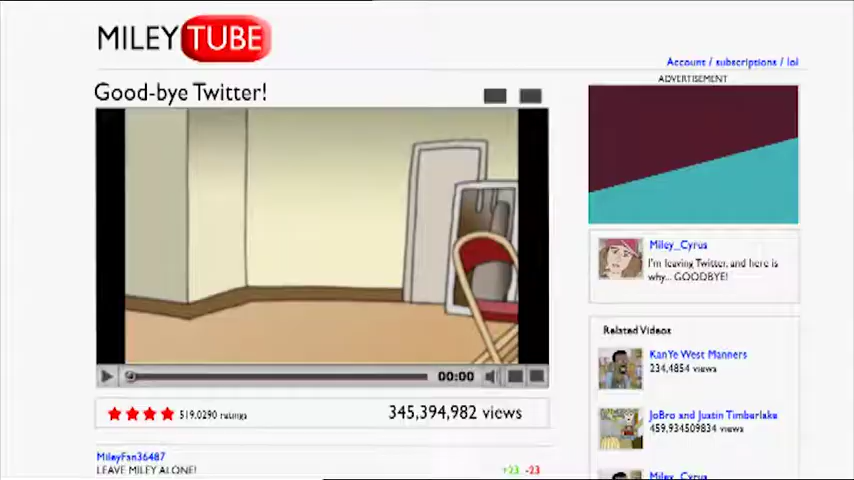 MILEYTUBE
Account / subscriptions / lol
ADVERTISEMENT
Good-bye Twitter!
Miley_Cyrus
I'm leaving Twitter, and here is
why... GOODBYE!
00:00
Related Videos
KanYe West Manners
234,4854 views
519,0290 ratings
345,394,982 views
JoBro and Justin Timberlake
459,934509834 views
MileyFan36487
LEAVE MILEY ALONE!
+23 -23
Miley_Cyrus